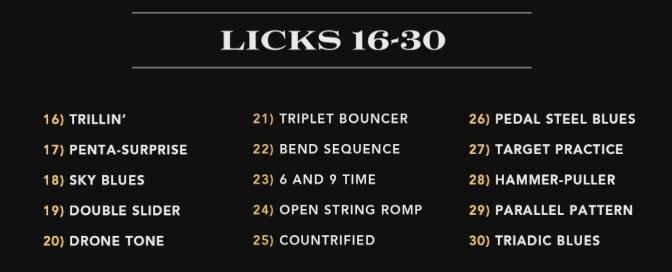 LICKS 16-30
16) TRILLIN'
17) PENTA-SURPRISE
18) SKY BLUES
19) DOUBLE SLIDER
20) DRONE TONE
21) TRIPLET BOUNCER
22) BEND SEQUENCE
23) 6 AND 9 TIME
24) OPEN STRING ROMP
25) COUNTRIFIED
26) PEDAL STEEL BLUES
27) TARGET PRACTICE
28) HAMMER-PULLER
29) PARALLEL PATTERN
30) TRIADIC BLUES